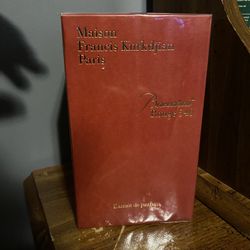 Maison
Francis Kurkdjian
Paris
Baccarat
Rouge 540
Extrait de parfum